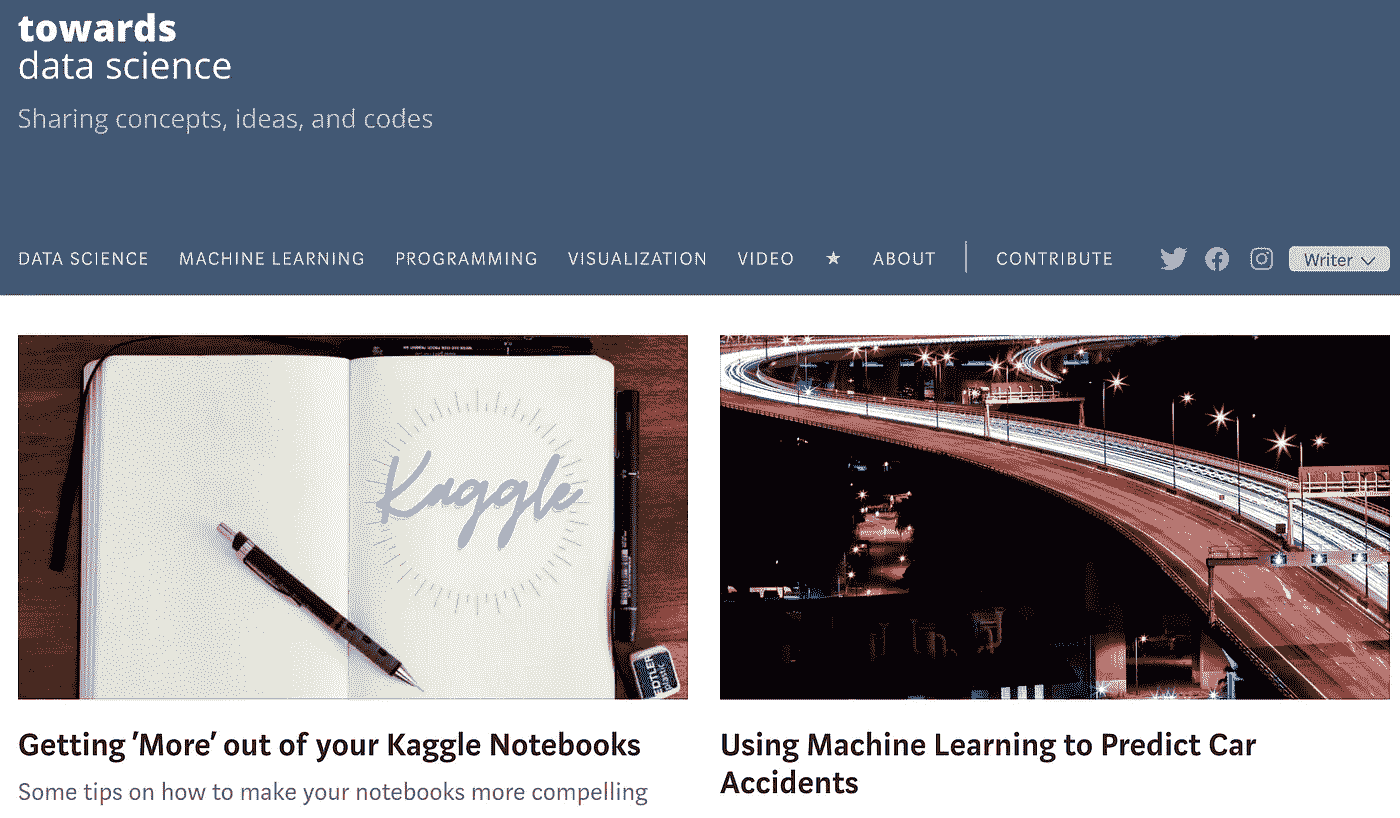 towards
data science
Sharing concepts, ideas, and codes
DATA SCIENCE MACHINE LEARNING PROGRAMMING VISUALIZATION VIDEO ★ ABOUT CONTRIBUTE Writer
Kaggle
Getting 'More' out of your Kaggle Notebooks
Some tips on how to make your notebooks more compelling
Using Machine Learning to Predict Car
Accidents